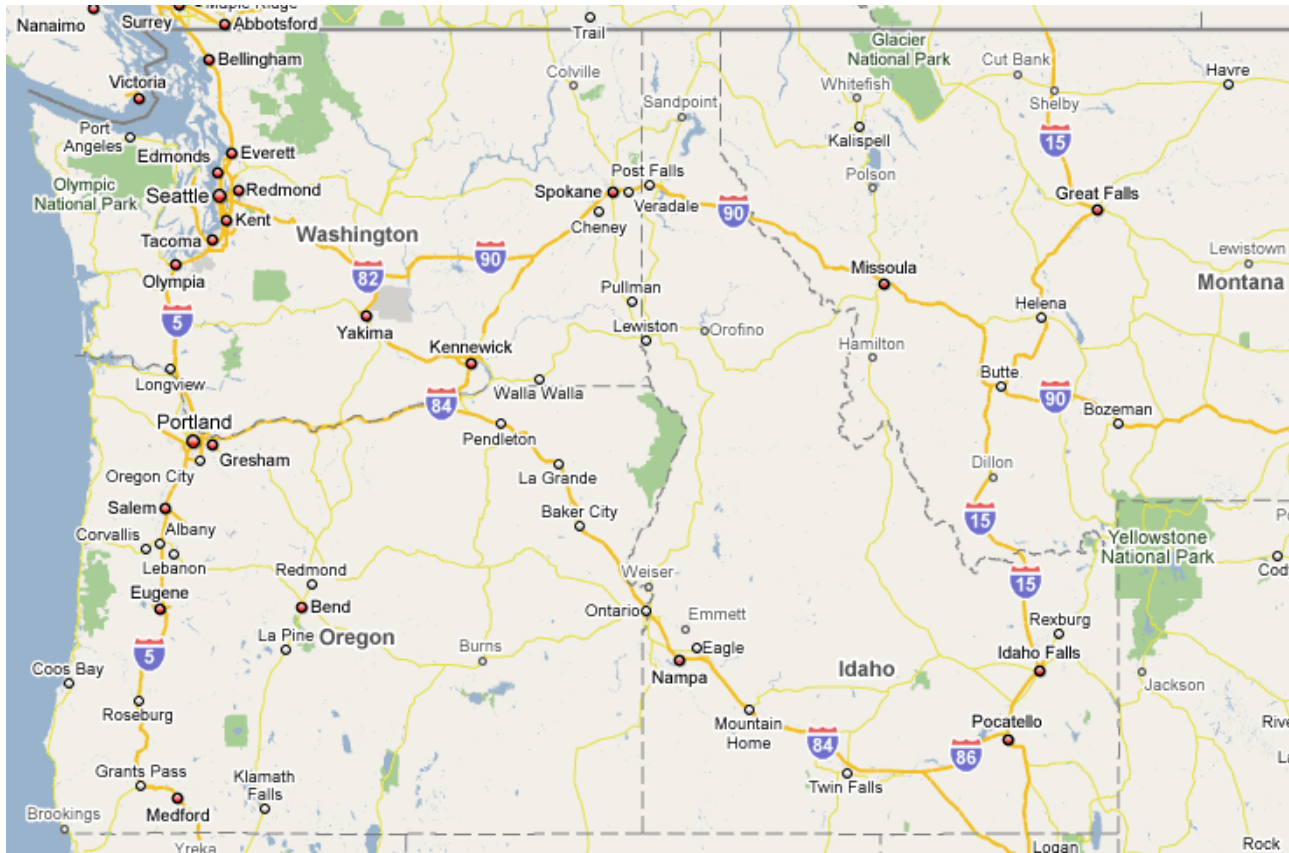 Nanaimo
Surrey
Maple Ridge
Abbotsford
Trail
Glacier
National Park
Cut Bank
Havre
Bellingham
Victoria
Colville
Whitefish
Shelby
Sandpoint
Port
Angeles
Kalispell
15
Edmonds
Everett
Olympic
National Park
Seattle
Redmond
Post Falls
Polson
Spokane
Veradale
Great Falls
Kent
Cheney
90
Tacoma
Washington
Lewistown
Olympia
82
90
Missoula
Montana
Pullman
Helena
5
Yakima
Lewiston
Orofino
Kennewick
Hamilton
Longview
Walla Walla
Butte
84
90
Bozeman
Portland
Pendleton
Gresham
Oregon City
La Grande
Dillon
Salem
Baker City
15
Corvallis
Albany
Yellowstone
National Park
Lebanon
Redmond
Weiser
15
Cod
Eugene
Bend
Ontario
Emmett
Rexburg
La Pine
Oregon
Burns
Eagle
Idaho Falls
5
Nampa
Idaho
Coos Bay
Jackson
Roseburg
Mountain
Home
Pocatello
Rive
84
86
Grants Pass
Klamath
Falls
Twin Falls
Medford
Brookings
Yreka
Logan
Rock